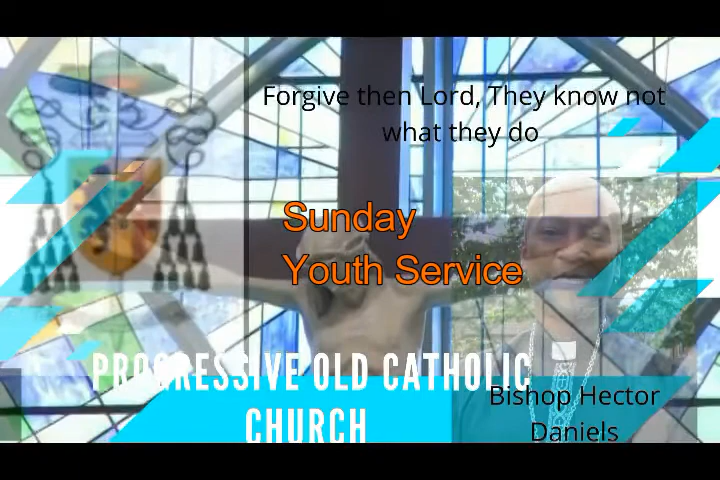 Forgive then Lord, They know not
what they do
Sunday
Youth Service
PROGRESSIVE OLD CATHOLIC
CHURCH
Bishop Hector
Daniels